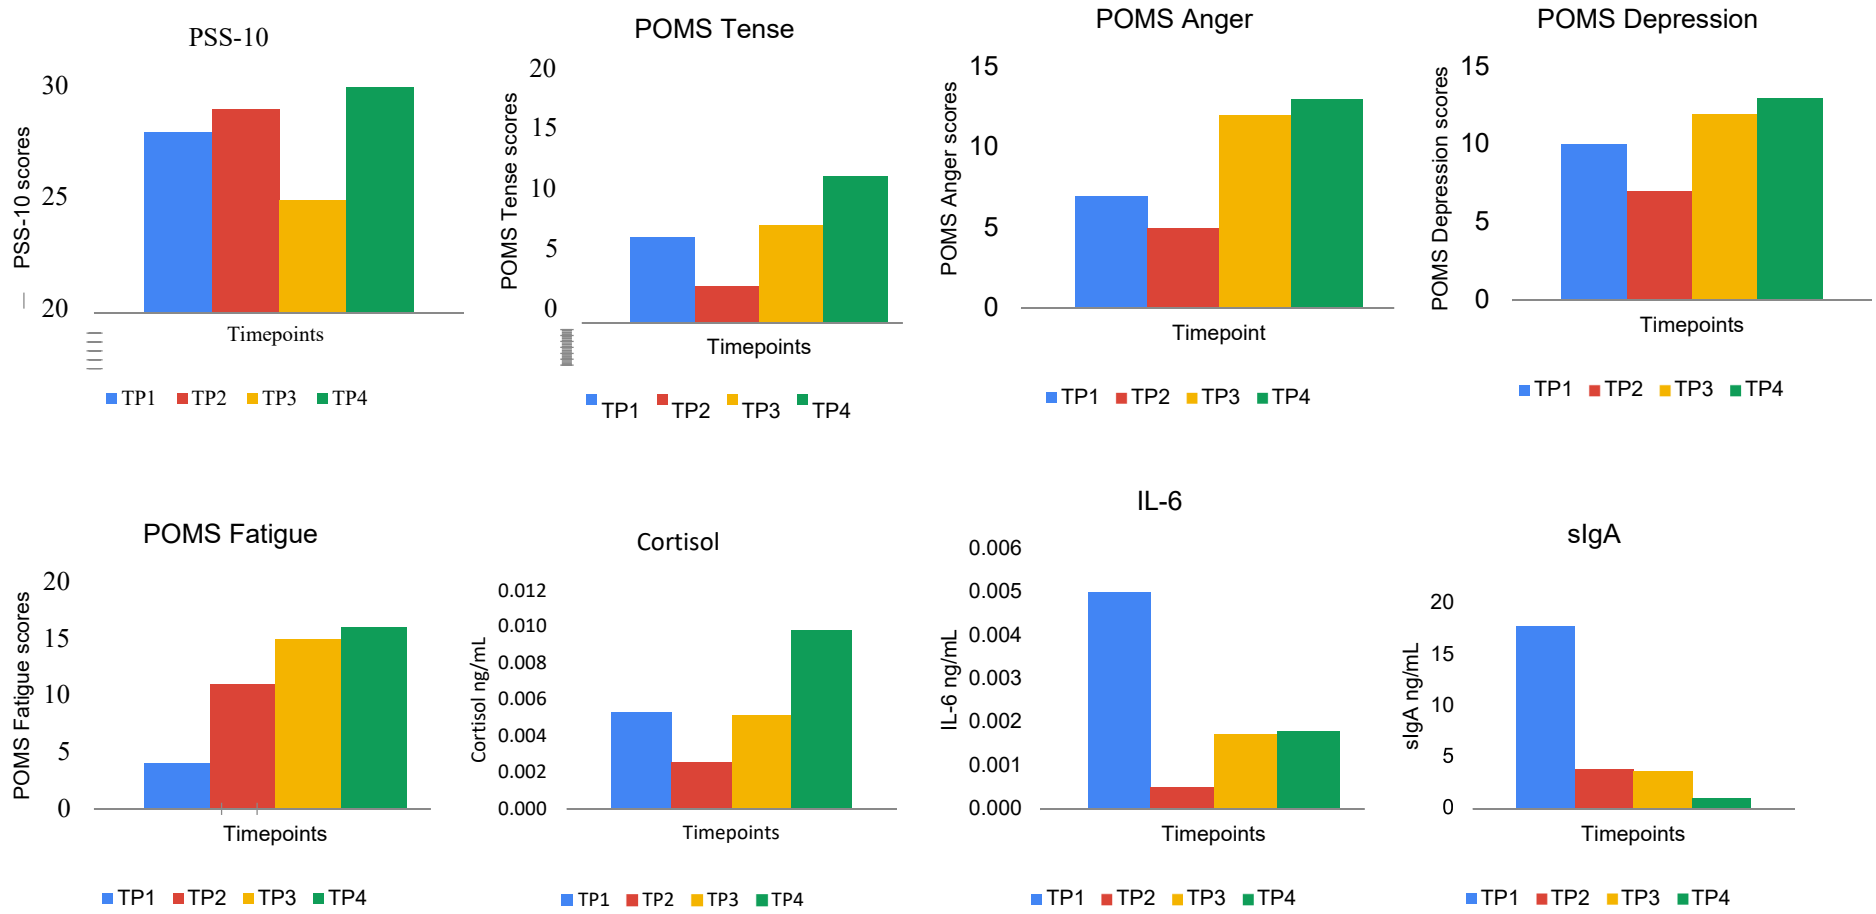 PSS-10
PSS-10 scores
30
25
20
Timepoints
TP1 TP2 TP3 TP4
POMS Tense
POMS Tense scores
20
15
10
5
0
Timepoints
TP1 TP2 TP3 TP4
POMS Anger
POMS Anger scores
15
10
5
0
Timepoint
TP1 TP2 TP3 TP4
POMS Depression
POMS Depression scores
15
10
5
0
Timepoints
TP1 TP2 TP3 TP4
POMS Fatigue
POMS Fatigue scores
20
15
10
5
0
Timepoints
TP1 TP2 TP3 TP4
Cortisol
Cortisol ng/mL
0.012
0.010
0.008
0.006
0.004
0.002
0.000
Timepoints
TP1 TP2 TP3 TP4
IL-6
IL-6 ng/mL
0.006
0.005
0.004
0.003
0.002
0.001
0.000
Timepoints
TP1 TP2 TP3 TP4
sIgA
sIgA ng/mL
20
15
10
5
0
Timepoints
TP1 TP2 TP3 TP4